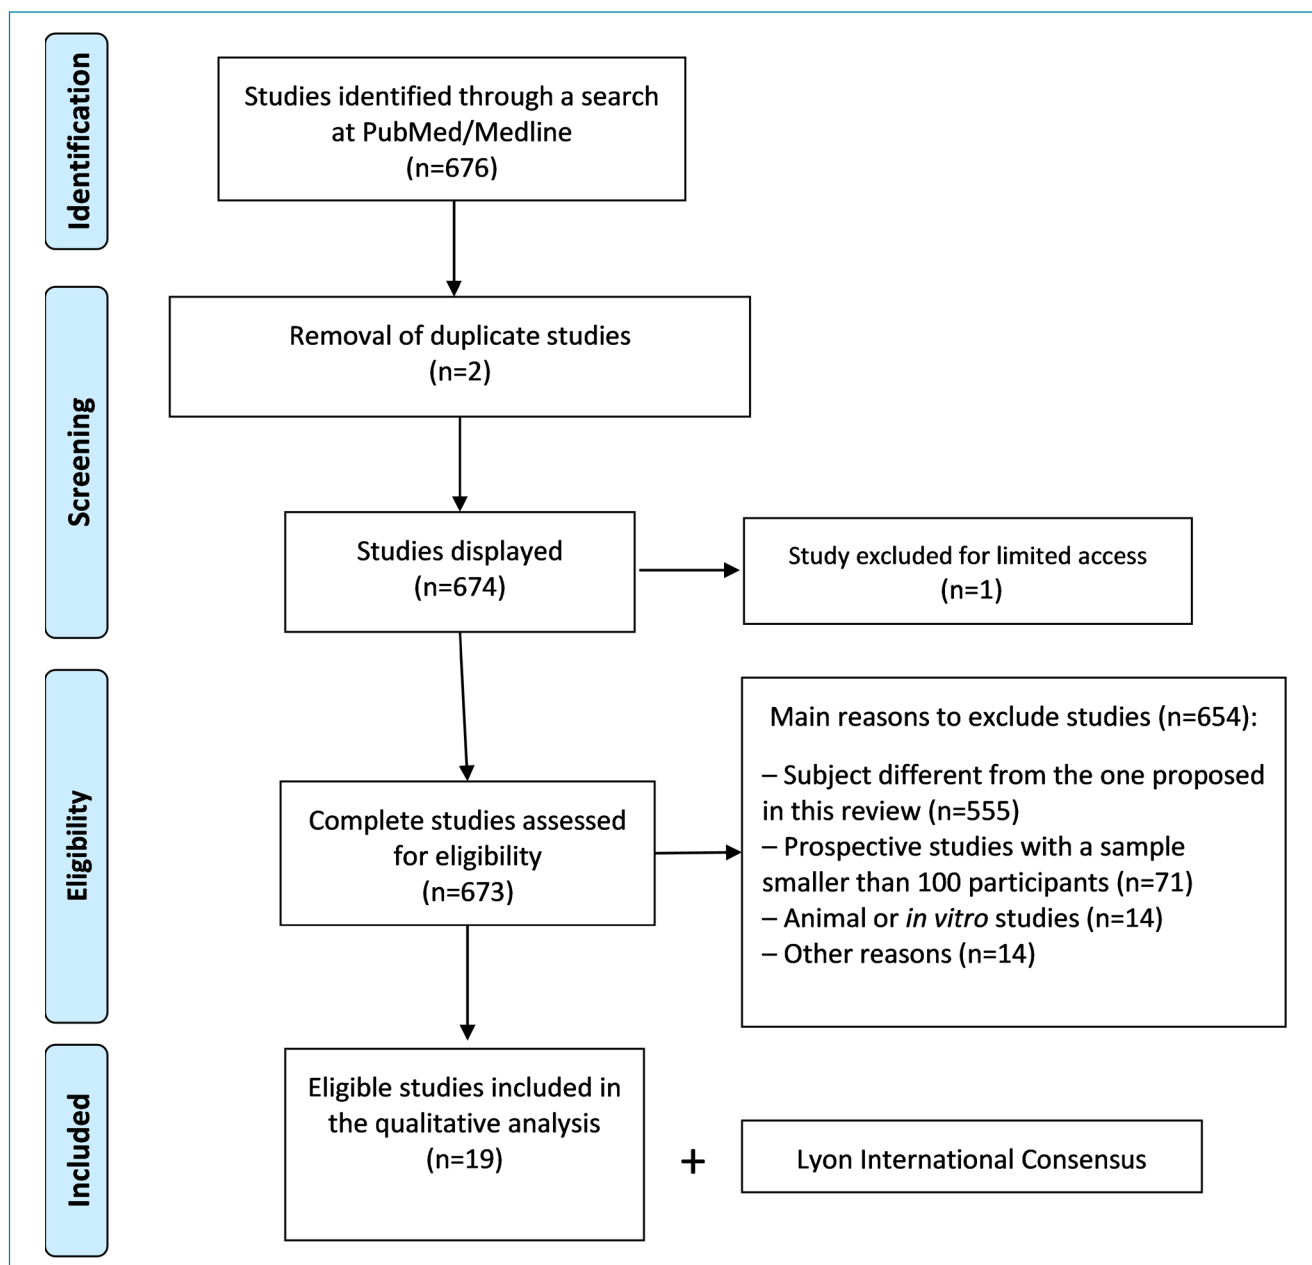 Identification
Studies identified through a search
at PubMed/Medline
(n=676)
Screening
Removal of duplicate studies
(n=2)
Studies displayed
(n=674)
Study excluded for limited access
(n=1)
Eligibility
Complete studies assessed
for eligibility
(n=673)
Main reasons to exclude studies (n=654):
– Subject different from the one proposed
in this review (n=555)
– Prospective studies with a sample
smaller than 100 participants (n=71)
– Animal or in vitro studies (n=14)
– Other reasons (n=14)
Included
Eligible studies included in
the qualitative analysis
(n=19)
+
Lyon International Consensus